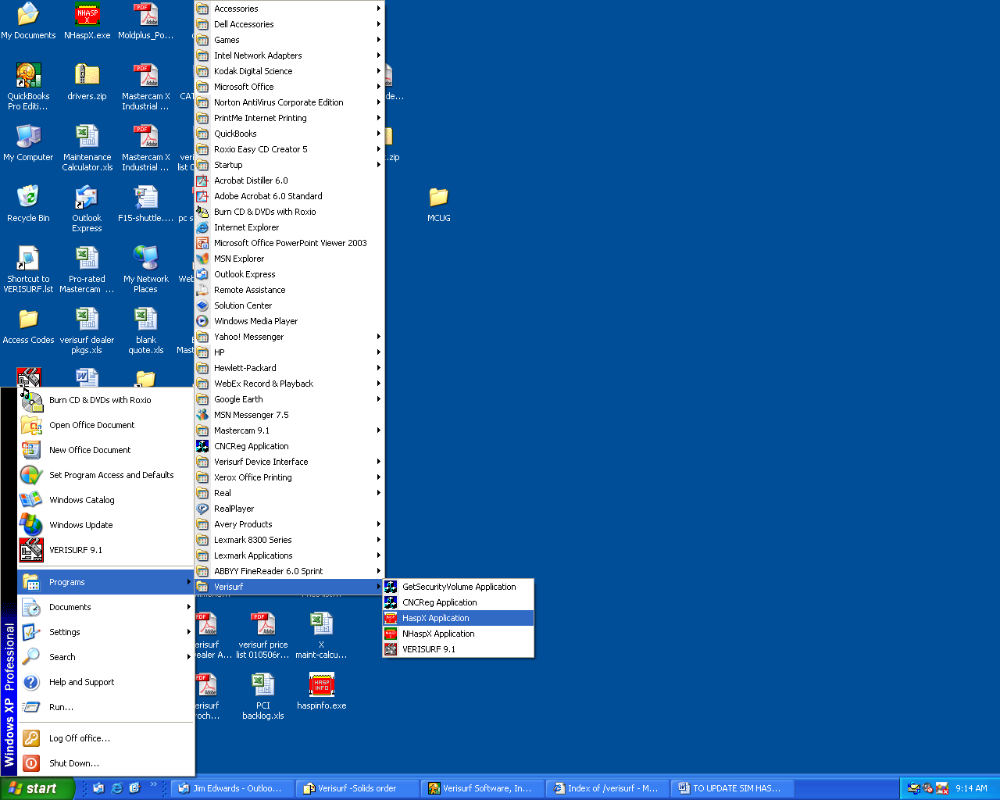 My Documents
NHaspX.exe
Moldplus_Po...
QuickBooks
Pro Editi...
drivers.zip
Mastercam X
Industrial ...
CAT
de...
My Computer
Maintenance
Calculator.xls
Mastercam X
Industrial ...
veri
list 0
.zip
Recycle Bin
Outlook
Express
F15-shuttle....
pc s
MCUG
Shortcut to
VERISURF.lst
Pro-rated
Mastercam ...
My Network
Places
Web
Access Codes
verisurf dealer
pkgs.xls
blank
quote.xls
Mast
Accessories
Dell Accessories
Games
Intel Network Adapters
Kodak Digital Science
Microsoft Office
Norton AntiVirus Corporate Edition
PrintMe Internet Printing
QuickBooks
Roxio Easy CD Creator 5
Startup
Acrobat Distiller 6.0
Adobe Acrobat 6.0 Standard
Burn CD & DVDs with Roxio
Internet Explorer
Microsoft Office PowerPoint Viewer 2003
MSN Explorer
Outlook Express
Remote Assistance
Solution Center
Windows Media Player
Yahoo! Messenger
HP
Hewlett-Packard
WebEx Record & Playback
Google Earth
MSN Messenger 7.5
Mastercam 9.1
CNCReg Application
Verisurf Device Interface
Xerox Office Printing
Real
RealPlayer
Avery Products
Lexmark 8300 Series
Lexmark Applications
ABBYY FineReader 6.0 Sprint
Verisurf
GetSecurityVolume Application
CNCReg Application
HaspX Application
NHaspX Application
VERISURF 9.1
Burn CD & DVDs with Roxio
Open Office Document
New Office Document
Set Program Access and Defaults
Windows Catalog
Windows Update
VERISURF 9.1
Programs
Documents
Settings
Search
Help and Support
Run...
Log Off office...
Shut Down...
Windows XP Professional
erisurf
ealer A...
verisurf price
list 010506r...
X
maint-calcu...
erisurf
roch...
PCI
backlog.xls
haspinfo.exe
start
Jim Edwards - Outloo...
Verisurf -Solids order
Verisurf Software, In...
Index of /verisurf - M...
TO UPDATE SIM HAS...
9:14 AM